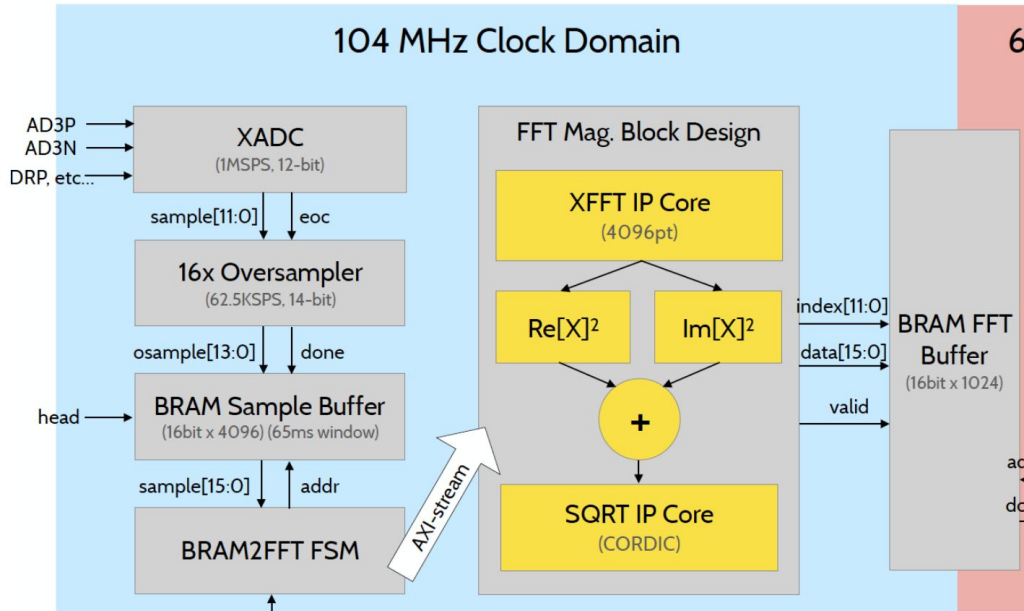 104 MHz Clock Domain
6
AD3P
AD3N
DRP, etc...
XADC
(1MSPS, 12-bit)
sample[11:0]
eoc
16x Oversampler
(62.5KSPS, 14-bit)
osample[13:0]
done
head
BRAM Sample Buffer
(16bit x 4096) (65ms window)
sample[15:0]
addr
BRAM2FFT FSM
AXI-stream
FFT Mag. Block Design
XFFT IP Core
(4096pt)
Re[X]²
Im[X]²
+
SQRT IP Core
(CORDIC)
index[11:0]
data[15:0]
valid
BRAM FFT
Buffer
(16bit x 1024)